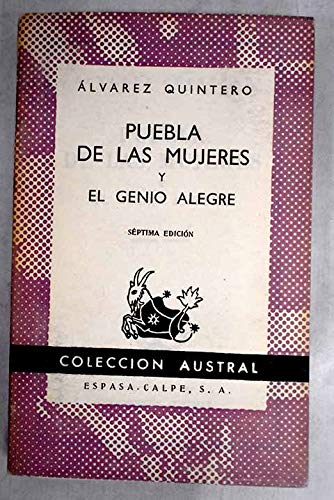 ÁLVAREZ QUINTERO
PUEBLA
DE LAS MUJERES
Y
EL GENIO ALEGRE
SÉPTIMA EDICIÓN
COLECCION AUSTRAL
ESPASA-CALPE, S. A.